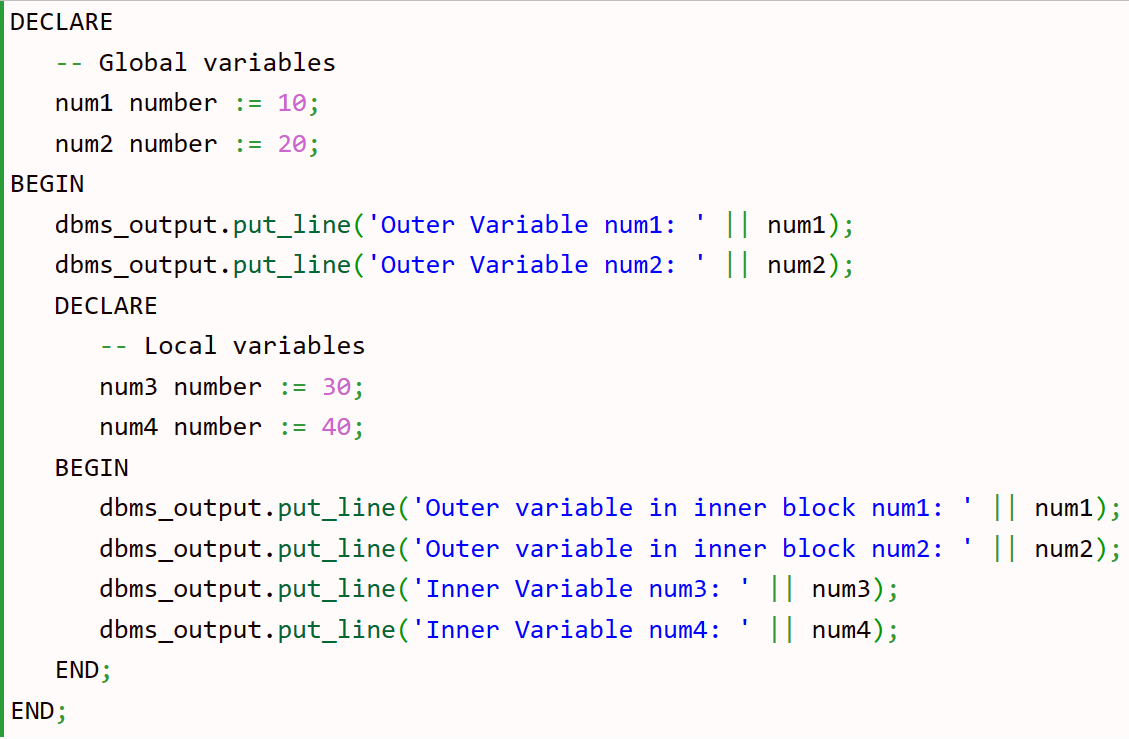 DECLARE
-- Global variables
num1 number := 10;
num2 number := 20;
BEGIN
dbms_output.put_line('Outer Variable num1: ' || num1);
dbms_output.put_line('Outer Variable num2: ' || num2);
DECLARE
-- Local variables
num3 number := 30;
num4 number := 40;
BEGIN
dbms_output.put_line('Outer variable in inner block num1: ' || num1);
dbms_output.put_line('Outer variable in inner block num2: ' || num2);
dbms_output.put_line('Inner Variable num3: ' || num3);
dbms_output.put_line('Inner Variable num4: ' || num4);
END;
END;